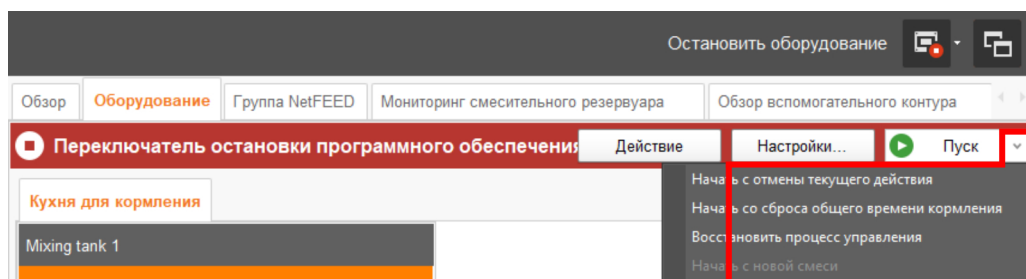 Остановить оборудование
Обзор Оборудование Группа NetFEED Мониторинг смесительного резервуара Обзор вспомогательного контура
Переключатель остановки программного обеспечения Действие Настройки... Пуск
Начать с отмены текущего действия
Кухня для кормления
Начать со сброса общего времени кормления
Восстановить процесс управления
Mixing tank 1
Начать с новой смеси